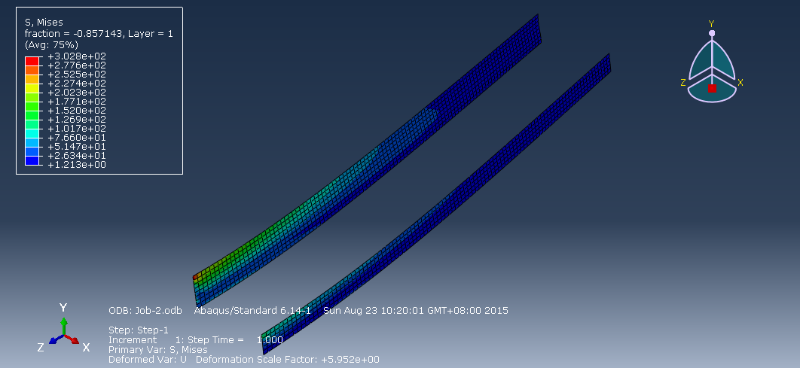 S, Mises
fraction = -0.857143, Layer = 1
(Avg: 75%)
+3.028e+02
+2.776e+02
+2.525e+02
+2.274e+02
+2.023e+02
+1.771e+02
+1.520e+02
+1.269e+02
+1.017e+02
+7.660e+01
+5.147e+01
+2.634e+01
+1.213e+00
Y
Z
X
Y
Z
X
ODB: Job-2.odb    Abaqus/Standard 6.14-1    Sun Aug 23 10:20:01 GMT+08:00 2015
Step: Step-1
Increment      1: Step Time =    1.000
Primary Var: S, Mises
Deformed Var: U   Deformation Scale Factor: +5.952e+00